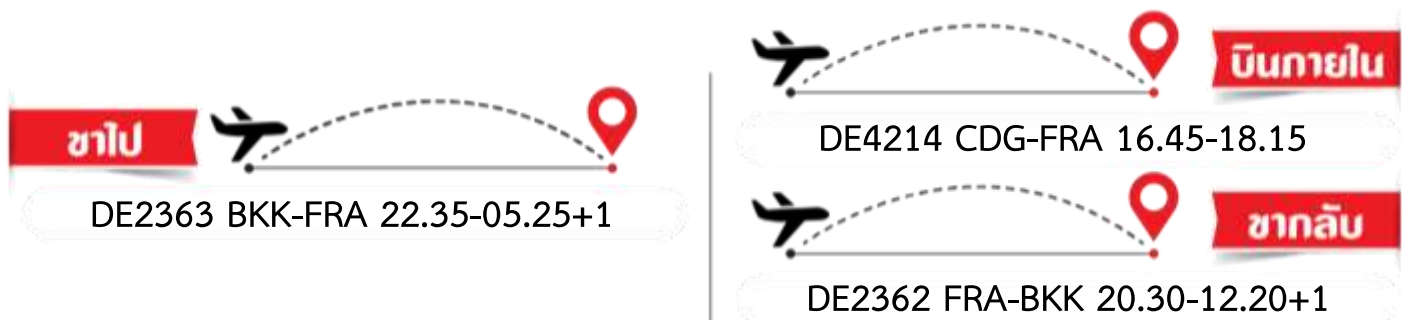 ขาไป
DE2363 BKK-FRA 22.35-05.25+1
บินภายใน
DE4214 CDG-FRA 16.45-18.15
ขากลับ
DE2362 FRA-BKK 20.30-12.20+1